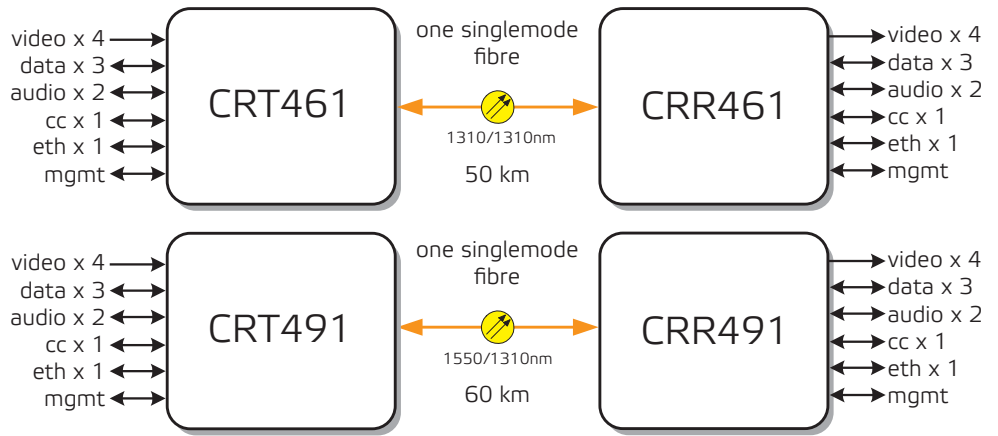 one singlemode
fibre
video x 4
data x 3
audio x 2
cc x 1
eth x 1
mgmt
CRT461
1310/1310nm
50 km
CRR461
video x 4
data x 3
audio x 2
cc x 1
eth x 1
mgmt
one singlemode
fibre
video x 4
data x 3
audio x 2
cc x 1
eth x 1
mgmt
CRT491
1550/1310nm
60 km
CRR491
video x 4
data x 3
audio x 2
cc x 1
eth x 1
mgmt